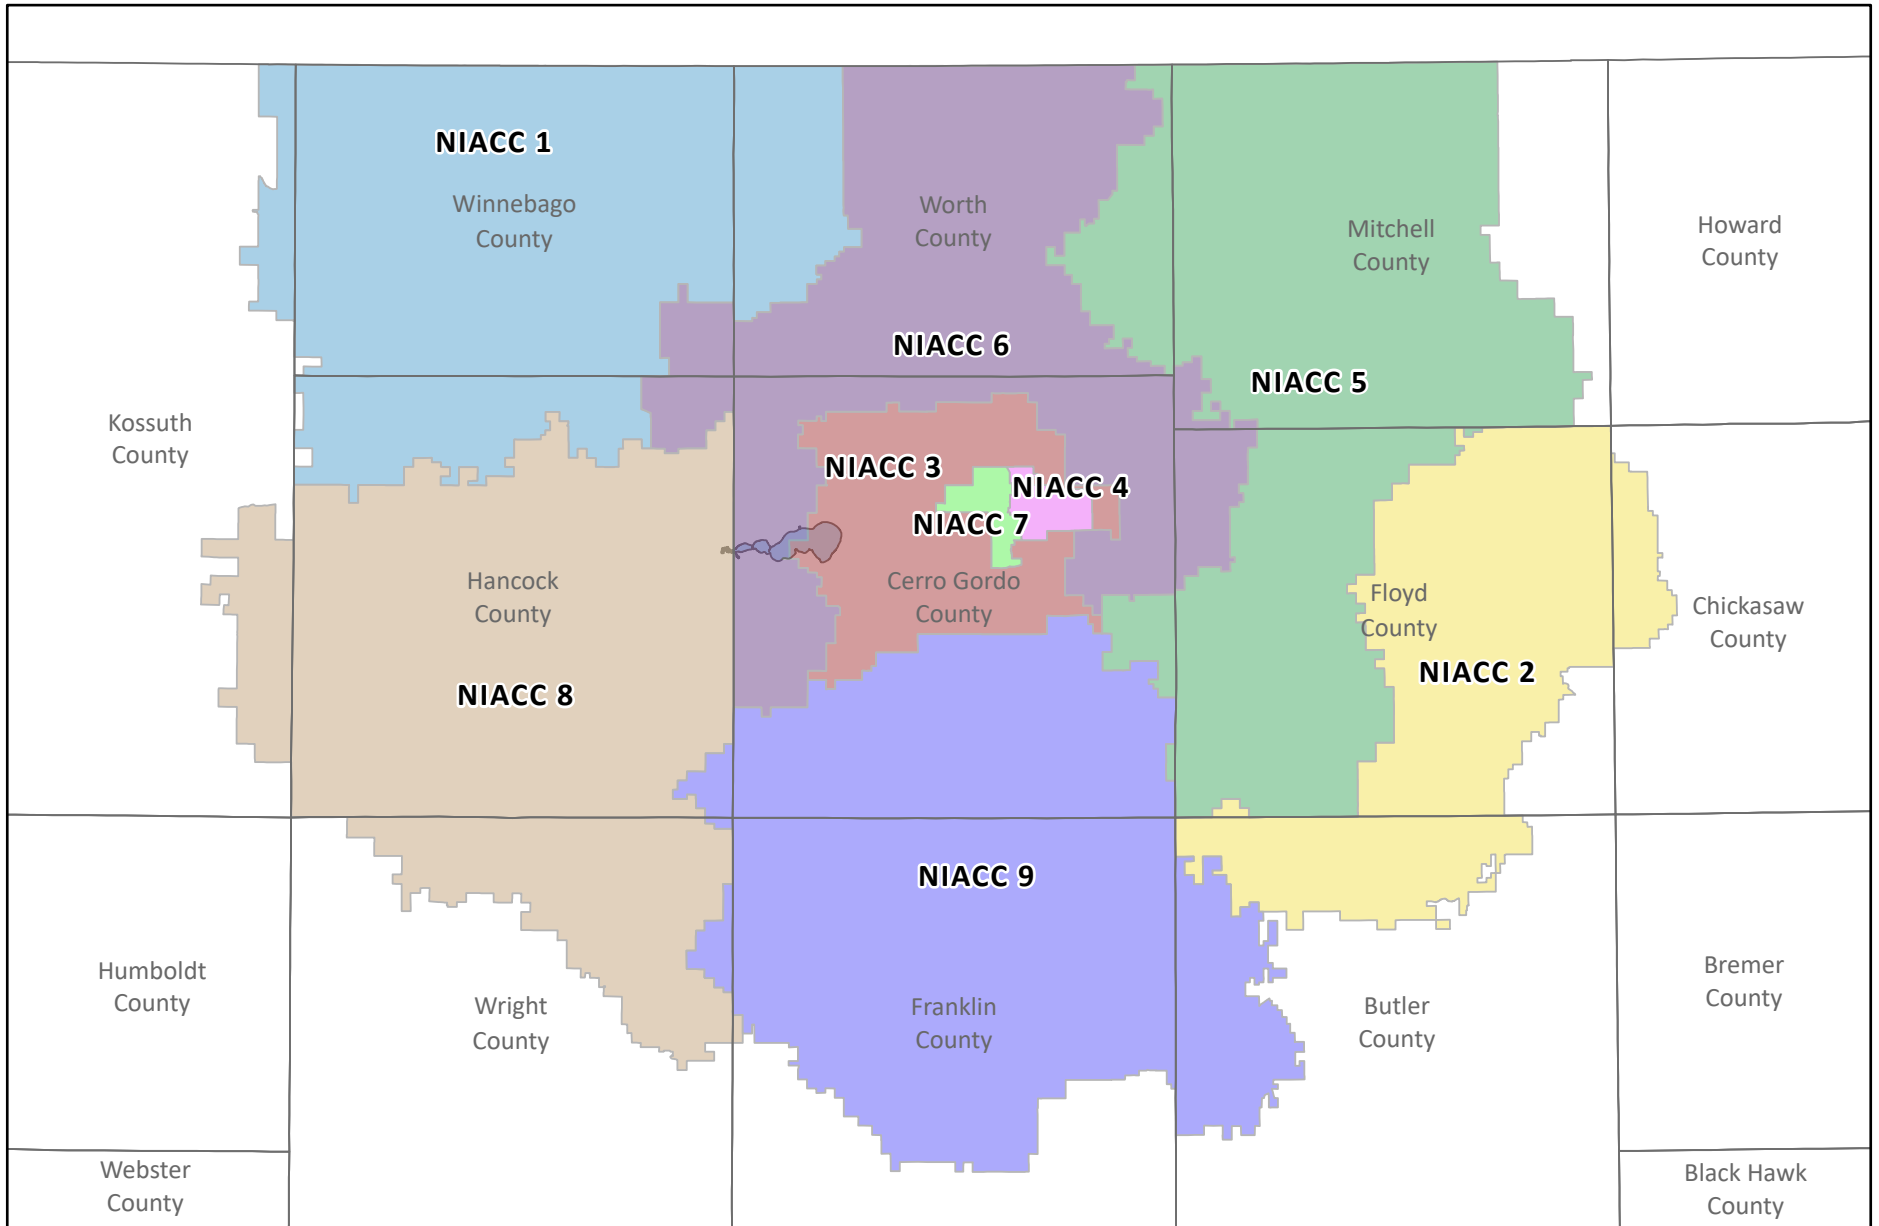 NIACC 1
Winnebago
County
Worth
County
Mitchell
County
Howard
County
NIACC 6
NIACC 5
Kossuth
County
NIACC 3
NIACC 4
NIACC 7
Hancock
County
Cerro Gordo
County
Floyd
County
Chickasaw
County
NIACC 8
NIACC 2
NIACC 9
Humboldt
County
Wright
County
Franklin
County
Butler
County
Bremer
County
Webster
County
Black Hawk
County